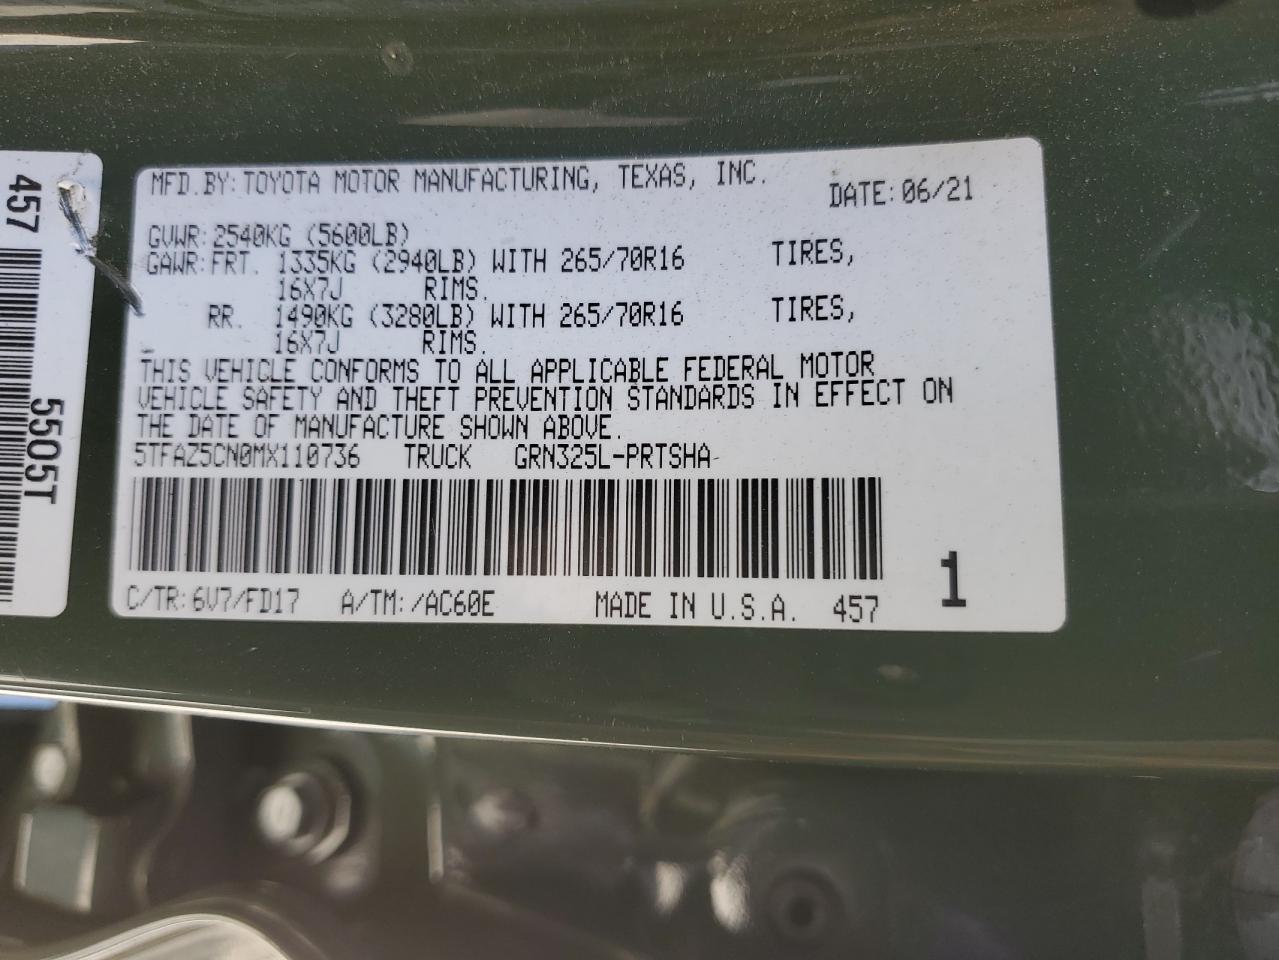 457
5505T
MFD.BY:TOYOTA MOTOR MANUFACTURING, TEXAS, INC.
DATE:06/21
GVWR:2540KG (5600LB)
GAWR:FRT. 1335KG (2940LB) WITH 265/70R16 TIRES,
16X7J RIMS.
RR. 1490KG (3280LB) WITH 265/70R16 TIRES,
16X7J RIMS.
THIS VEHICLE CONFORMS TO ALL APPLICABLE FEDERAL MOTOR
VEHICLE SAFETY AND THEFT PREVENTION STANDARDS IN EFFECT ON
THE DATE OF MANUFACTURE SHOWN ABOVE.
5TFAZ5CN0MX110736 TRUCK GRN325L-PRTSHA
C/TR:6V7/FD17 A/TM:/AC60E MADE IN U.S.A. 457
1